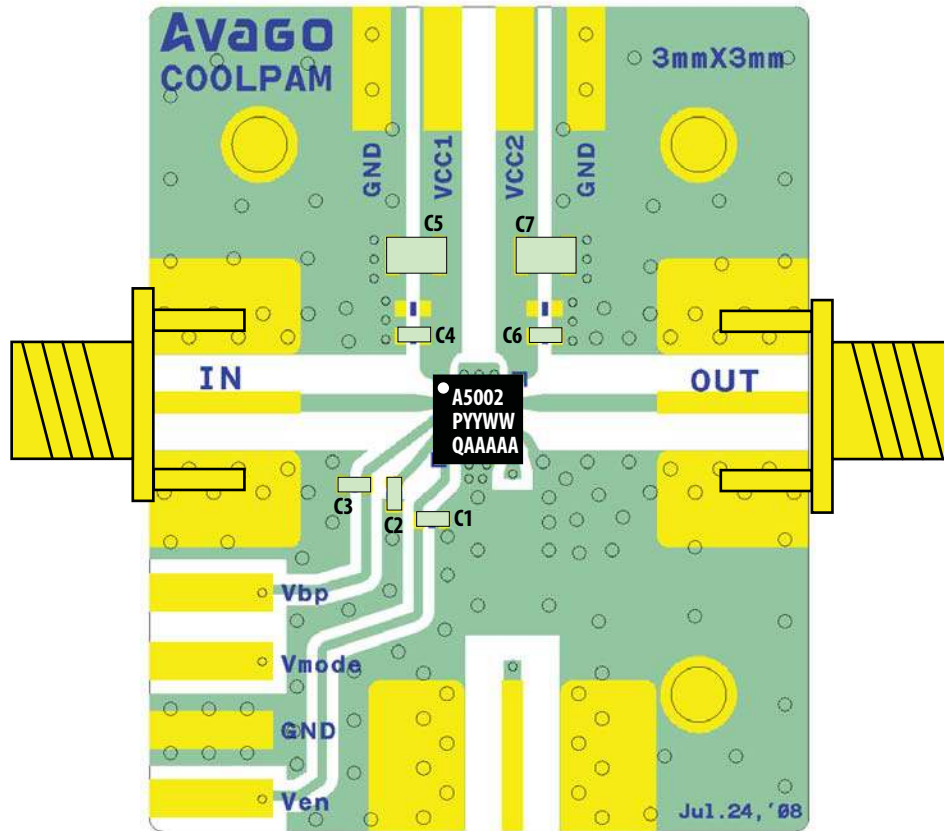 Avago
COOLPAM
3mmX3mm
GND
VCC1
VCC2
GND
C5
C7
C4
C6
IN
OUT
A5002
PYYWW
QAAAAA
C3
C2
C1
Vbp
Vmode
GND
Ven
Jul.24,'08